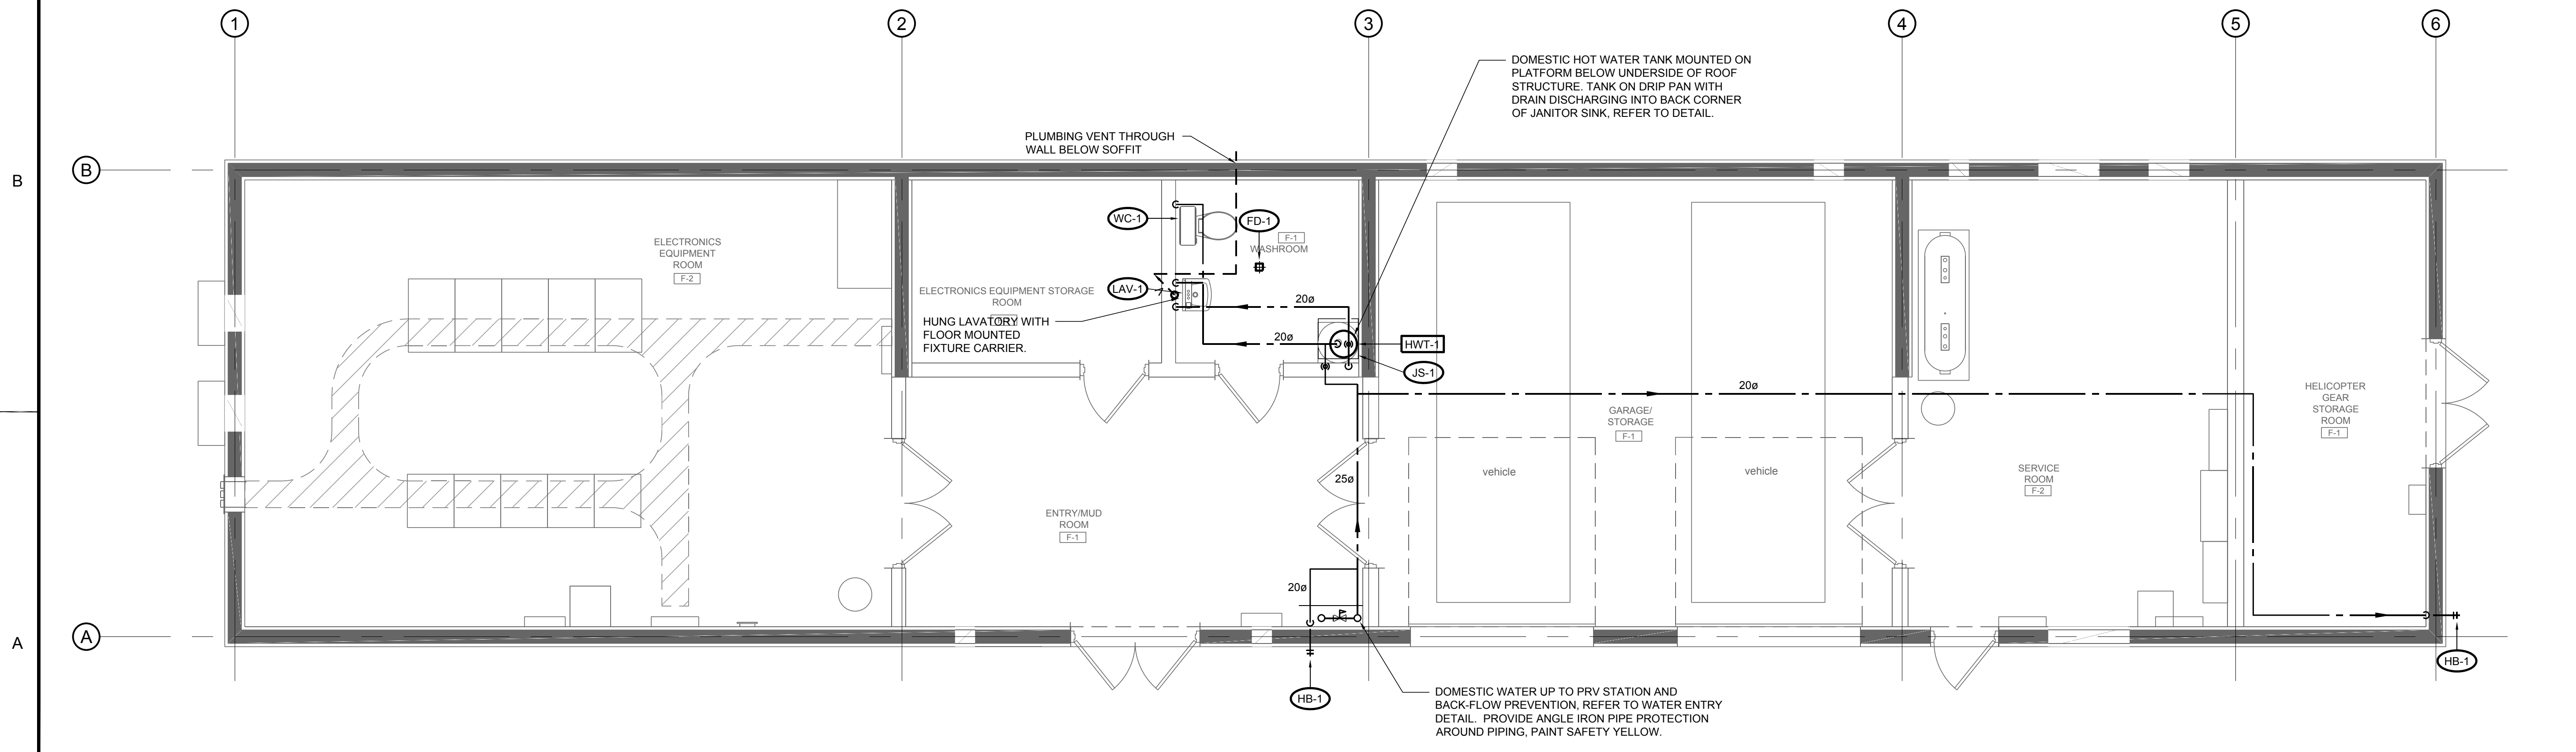 1
2
3
4
5
6
DOMESTIC HOT WATER TANK MOUNTED ON
PLATFORM BELOW UNDERSIDE OF ROOF
STRUCTURE. TANK ON DRIP PAN WITH
DRAIN DISCHARGING INTO BACK CORNER
OF JANITOR SINK, REFER TO DETAIL.
PLUMBING VENT THROUGH
WALL BELOW SOFFIT
B
B
WC-1
FD-1
F-1
WASHROOM
ELECTRONICS
EQUIPMENT
ROOM
F-2
LAV-1
ELECTRONICS EQUIPMENT STORAGE
ROOM
HUNG LAVATORY WITH
FLOOR MOUNTED
FIXTURE CARRIER.
20ø
20ø
HWT-1
JS-1
20ø
HELICOPTER
GEAR
STORAGE
ROOM
F-1
GARAGE/
STORAGE
F-1
vehicle
vehicle
SERVICE
ROOM
F-2
25ø
ENTRY/MUD
ROOM
F-1
20ø
A
A
HB-1
HB-1
DOMESTIC WATER UP TO PRV STATION AND
BACK-FLOW PREVENTION, REFER TO WATER ENTRY
DETAIL. PROVIDE ANGLE IRON PIPE PROTECTION
AROUND PIPING, PAINT SAFETY YELLOW.